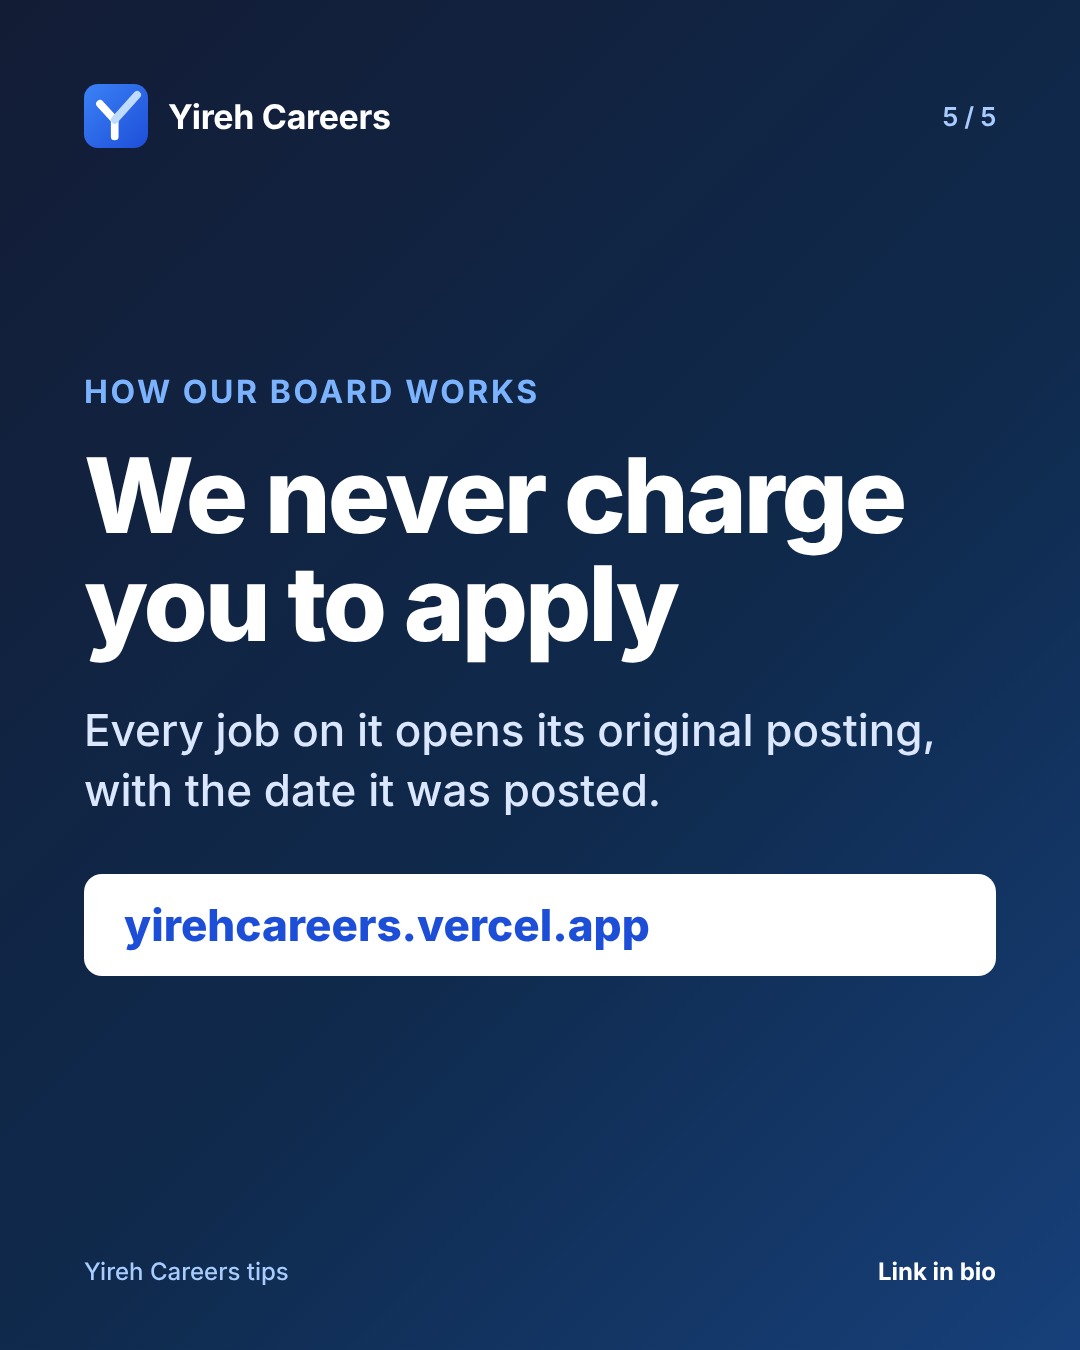 Yireh Careers
5 / 5
HOW OUR BOARD WORKS
We never charge
you to apply
Every job on it opens its original posting,
with the date it was posted.
yirehcareers.vercel.app
Yireh Careers tips
Link in bio